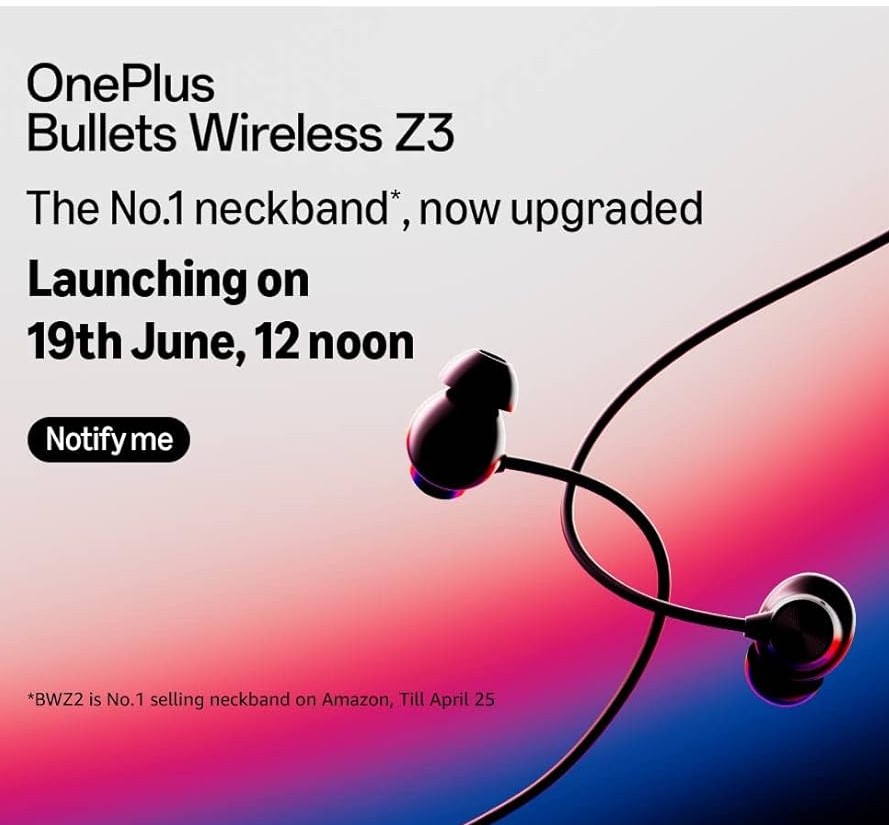 OnePlus
Bullets Wireless Z3
The No.1 neckband*, now upgraded
Launching on
19th June, 12 noon
Notify me
*BWZ2 is No.1 selling neckband on Amazon, Till April 25